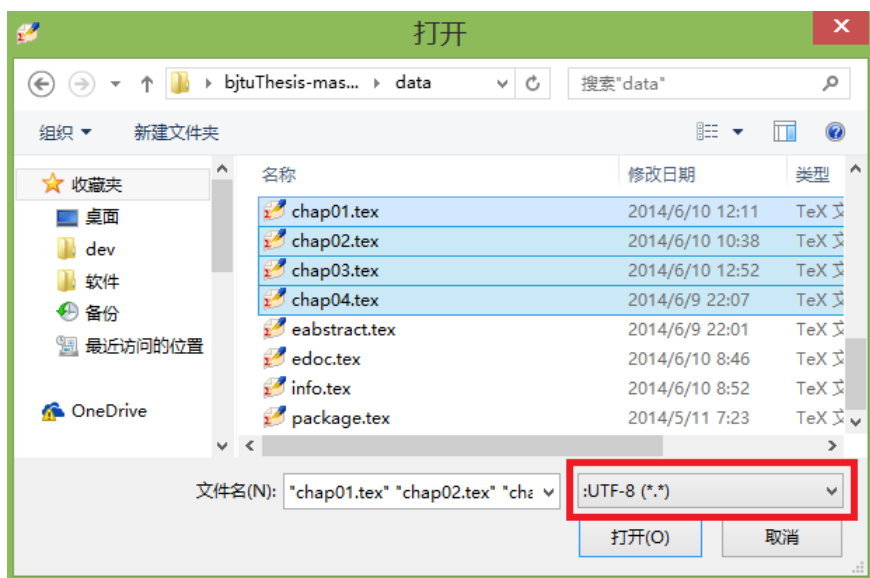 打开
bjtuThesis-mas... data 搜索"data"
组织 新建文件夹
名称 修改日期 类型
收藏夹
桌面
dev
软件
备份
最近访问的位置
OneDrive
chap01.tex 2014/6/10 12:11 TeX 文
chap02.tex 2014/6/10 10:38 TeX 文
chap03.tex 2014/6/10 12:52 TeX 文
chap04.tex 2014/6/9 22:07 TeX 文
eabstract.tex 2014/6/9 22:01 TeX 文
edoc.tex 2014/6/10 8:46 TeX 文
info.tex 2014/6/10 8:52 TeX 文
package.tex 2014/5/11 7:23 TeX 文
文件名(N): "chap01.tex" "chap02.tex" "cha :UTF-8 (*.*)
打开(O) 取消